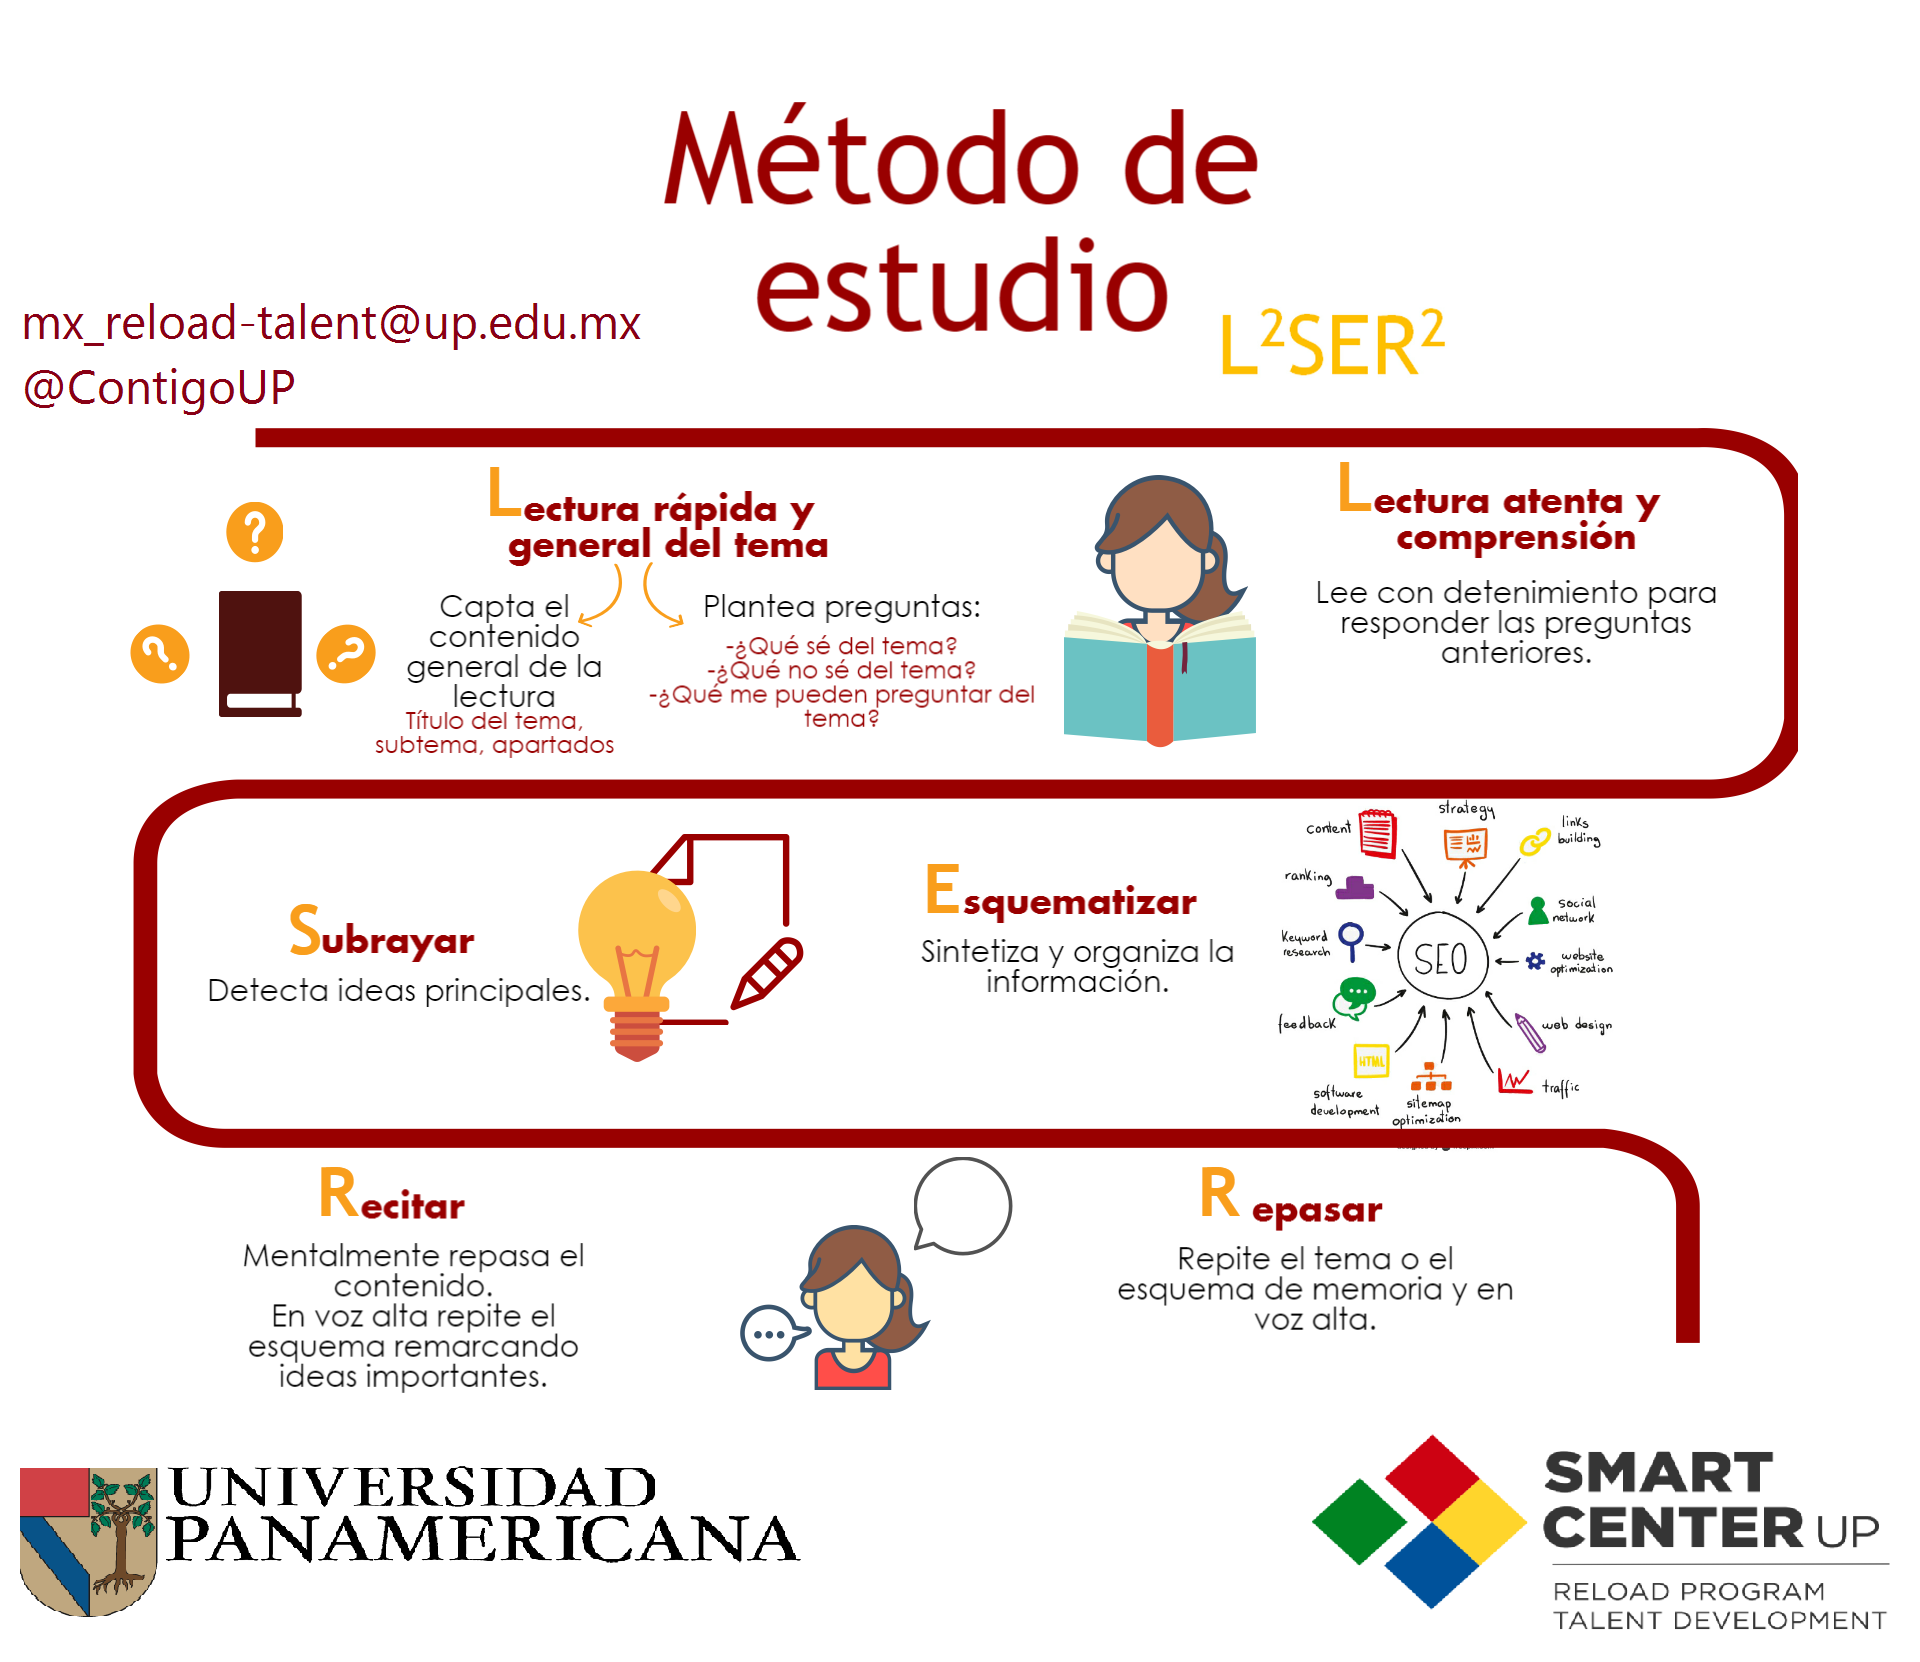 Método de
estudio
L²SER²
mx_reload-talent@up.edu.mx
@ContigoUP
Lectura rápida y
general del tema
Capta el
contenido
general de la
lectura
Título del tema,
subtema, apartados
Plantea preguntas:
-¿Qué sé del tema?
-¿Qué no sé del tema?
-¿Qué me pueden preguntar del
tema?
Lectura atenta y
comprensión
Lee con detenimiento para
responder las preguntas
anteriores.
Subrayar
Detecta ideas principales.
Esquematizar
Sintetiza y organiza la
información.
content
strategy
links
building
ranking
social
network
Keyword
research
SEO
website
optimization
feedback
web design
HTML
software
development
sitemap
optimization
traffic
Recitar
Mentalmente repasa el
contenido.
En voz alta repite el
esquema remarcando
ideas importantes.
Repasar
Repite el tema o el
esquema de memoria y en
voz alta.
UNIVERSIDAD
PANAMERICANA
SMART
CENTER UP
RELOAD PROGRAM
TALENT DEVELOPMENT